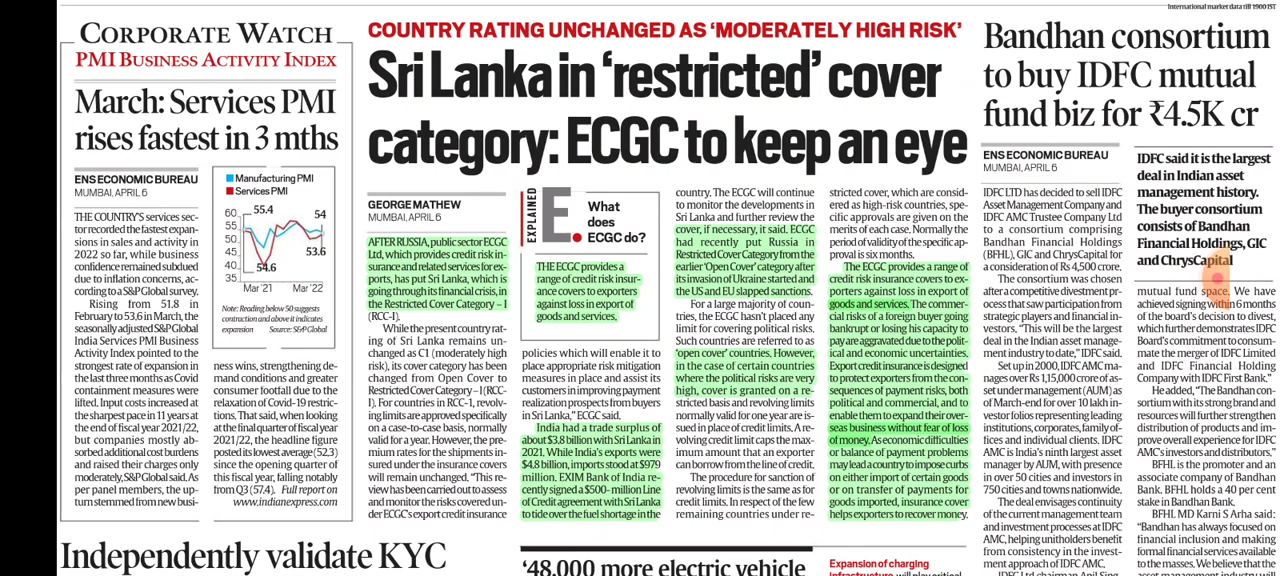 International market data till 1900 IST
CORPORATE WATCH
PMI BUSINESS ACTIVITY INDEX
March: Services PMI
rises fastest in 3 mths
ENS ECONOMIC BUREAU
MUMBAI, APRIL 6
THE COUNTRY'S services sec-
tor recorded the fastest expan-
sions in sales and activity in
2022 so far, while business
confidence remained subdued
due to inflation concerns, ac-
cording to a S&P Global survey.
Rising from 51.8 in
February to 53.6 in March, the
seasonally adjusted S&P Global
India Services PMI Business
Activity Index pointed to the
strongest rate of expansion in
the last three months as Covid
containment measures were
lifted. Input costs increased at
the sharpest pace in 11 years at
the end of fiscal year 2021/22,
but companies mostly ab-
sorbed additional cost burdens
and raised their charges only
moderately, S&P Global said. As
per panel members, the up-
turn stemmed from new busi-
Manufacturing PMI
Services PMI
60
55
50
45
40
35
55.4
54
54.6
53.6
Mar '21
Mar '22
Note: Reading below 50 suggests
contraction and above it indicates
expansion Source: S&P Global
ness wins, strengthening de-
mand conditions and greater
consumer footfall due to the
relaxation of Covid-19 restric-
tions. That said, when looking
at the final quarter of fiscal year
2021/22, the headline figure
posted its lowest average (52.3)
since the opening quarter of
this fiscal year, falling notably
from Q3 (57.4). Full report on
www.indianexpress.com
COUNTRY RATING UNCHANGED AS 'MODERATELY HIGH RISK'
Sri Lanka in 'restricted' cover
category: ECGC to keep an eye
GEORGE MATHEW
MUMBAI, APRIL 6
AFTER RUSSIA, public sector ECGC
Ltd, which provides credit risk in-
surance and related services for ex-
ports, has put Sri Lanka, which is
going through its financial crisis, in
the Restricted Cover Category – I
(RCC-I).
While the present country rat-
ing of Sri Lanka remains un-
changed as C1 (moderately high
risk), its cover category has been
changed from Open Cover to
Restricted Cover Category – I (RCC-
I). For countries in RCC-1, revolv-
ing limits are approved specifically
on a case-to-case basis, normally
valid for a year. However, the pre-
mium rates for the shipments in-
sured under the insurance covers
will remain unchanged. "This re-
view has been carried out to assess
and monitor the risks covered un-
der ECGC's export credit insurance
EXPLAINED
E.
What
does
ECGC do?
THE ECGC provides a
range of credit risk insur-
ance covers to exporters
against loss in export of
goods and services.
policies which will enable it to
place appropriate risk mitigation
measures in place and assist its
customers in improving payment
realization prospects from buyers
in Sri Lanka," ECGC said.
India had a trade surplus of
about $3.8 billion with Sri Lanka in
2021. While India's exports were
$4.8 billion, imports stood at $979
million. EXIM Bank of India re-
cently signed a $500-million Line
of Credit agreement with Sri Lanka
to tide over the fuel shortage in the
country. The ECGC will continue
to monitor the developments in
Sri Lanka and further review the
cover, if necessary, it said. ECGC
had recently put Russia in
Restricted Cover Category from the
earlier 'Open Cover' category after
its invasion of Ukraine started and
the US and EU slapped sanctions.
For a large majority of coun-
tries, the ECGC hasn't placed any
limit for covering political risks.
Such countries are referred to as
'open cover' countries. However,
in the case of certain countries
where the political risks are very
high, cover is granted on a re-
stricted basis and revolving limits
normally valid for one year are is-
sued in place of credit limits. A re-
volving credit limit caps the max-
imum amount that an exporter
can borrow from the line of credit.
The procedure for sanction
of revolving limits is the same as for
credit limits. In respect of the few
remaining countries under re-
stricted cover, which are consid-
ered as high-risk countries, spe-
cific approvals are given on the
merits of each case. Normally the
period of validity of the specific ap-
proval is six months.
The ECGC provides a range of
credit risk insurance covers to ex-
porters against loss in export of
goods and services. The commer-
cial risks of a foreign buyer going
bankrupt or losing his capacity to
pay are aggravated due to the polit-
ical and economic uncertainties.
Export credit insurance is designed
to protect exporters from the con-
sequences of payment risks, both
political and commercial, and to
enable them to expand their over-
seas business without fear of loss
of money. As economic difficulties
or balance of payment problems
may lead a country to impose curbs
on either import of certain goods
or on transfer of payments for
goods imported, insurance cover
helps exporters to recover money.
Bandhan consortium
to buy IDFC mutual
fund biz for ₹4.5K cr
ENS ECONOMIC BUREAU
MUMBAI, APRIL 6
IDFC LTD has decided to sell IDFC
Asset Management Company and
IDFC AMC Trustee Company Ltd
to a consortium comprising
Bandhan Financial Holdings
(BFHL), GIC and ChrysCapital for
a consideration of Rs 4,500 crore.
The consortium was chosen
after a competitive divestment pro-
cess that saw participation from
strategic players and financial in-
vestors. "This will be the largest
deal in the Indian asset manage-
ment industry to date," IDFC said.
Set up in 2000, IDFC AMC ma-
nages over Rs 1,15,000 crore of as-
set under management (AUM) as
of March-end for over 10 lakh in-
vestor folios representing leading
institutions, corporates, family of-
fices and individual clients. IDFC
AMC is India's ninth largest asset
manager by AUM, with presence
in over 50 cities and investors in
750 cities and towns nationwide.
The deal envisages continuity
of the current management team
and investment processes at IDFC
AMC, helping unitholders benefit
from consistency in the invest-
ment approach of IDFC AMC.
IDFC said it is the largest
deal in Indian asset
management history.
The buyer consortium
consists of Bandhan
Financial Holdings, GIC
and ChrysCapital
mutual fund space. We have
achieved signing within 6 months
of the board's decision to divest,
which further demonstrates IDFC
Board's commitment to consum-
mate the merger of IDFC Limited
and IDFC Financial Holding
Company with IDFC First Bank."
He added, "The Bandhan con-
sortium with its strong brand and
resources will further strengthen
distribution of products and im-
prove overall experience for IDFC
AMC's investors and distributors."
BFHL is the promoter and an
associate company of Bandhan
Bank. BFHL holds a 40 per cent
stake in Bandhan Bank.
BFHL MD Karni S Arha said:
"Bandhan has always focused on
financial inclusion and making
formal financial services available
to the masses. We believe that the
Independently validate KYC
'48,000 more electric vehicle
Expansion of charging